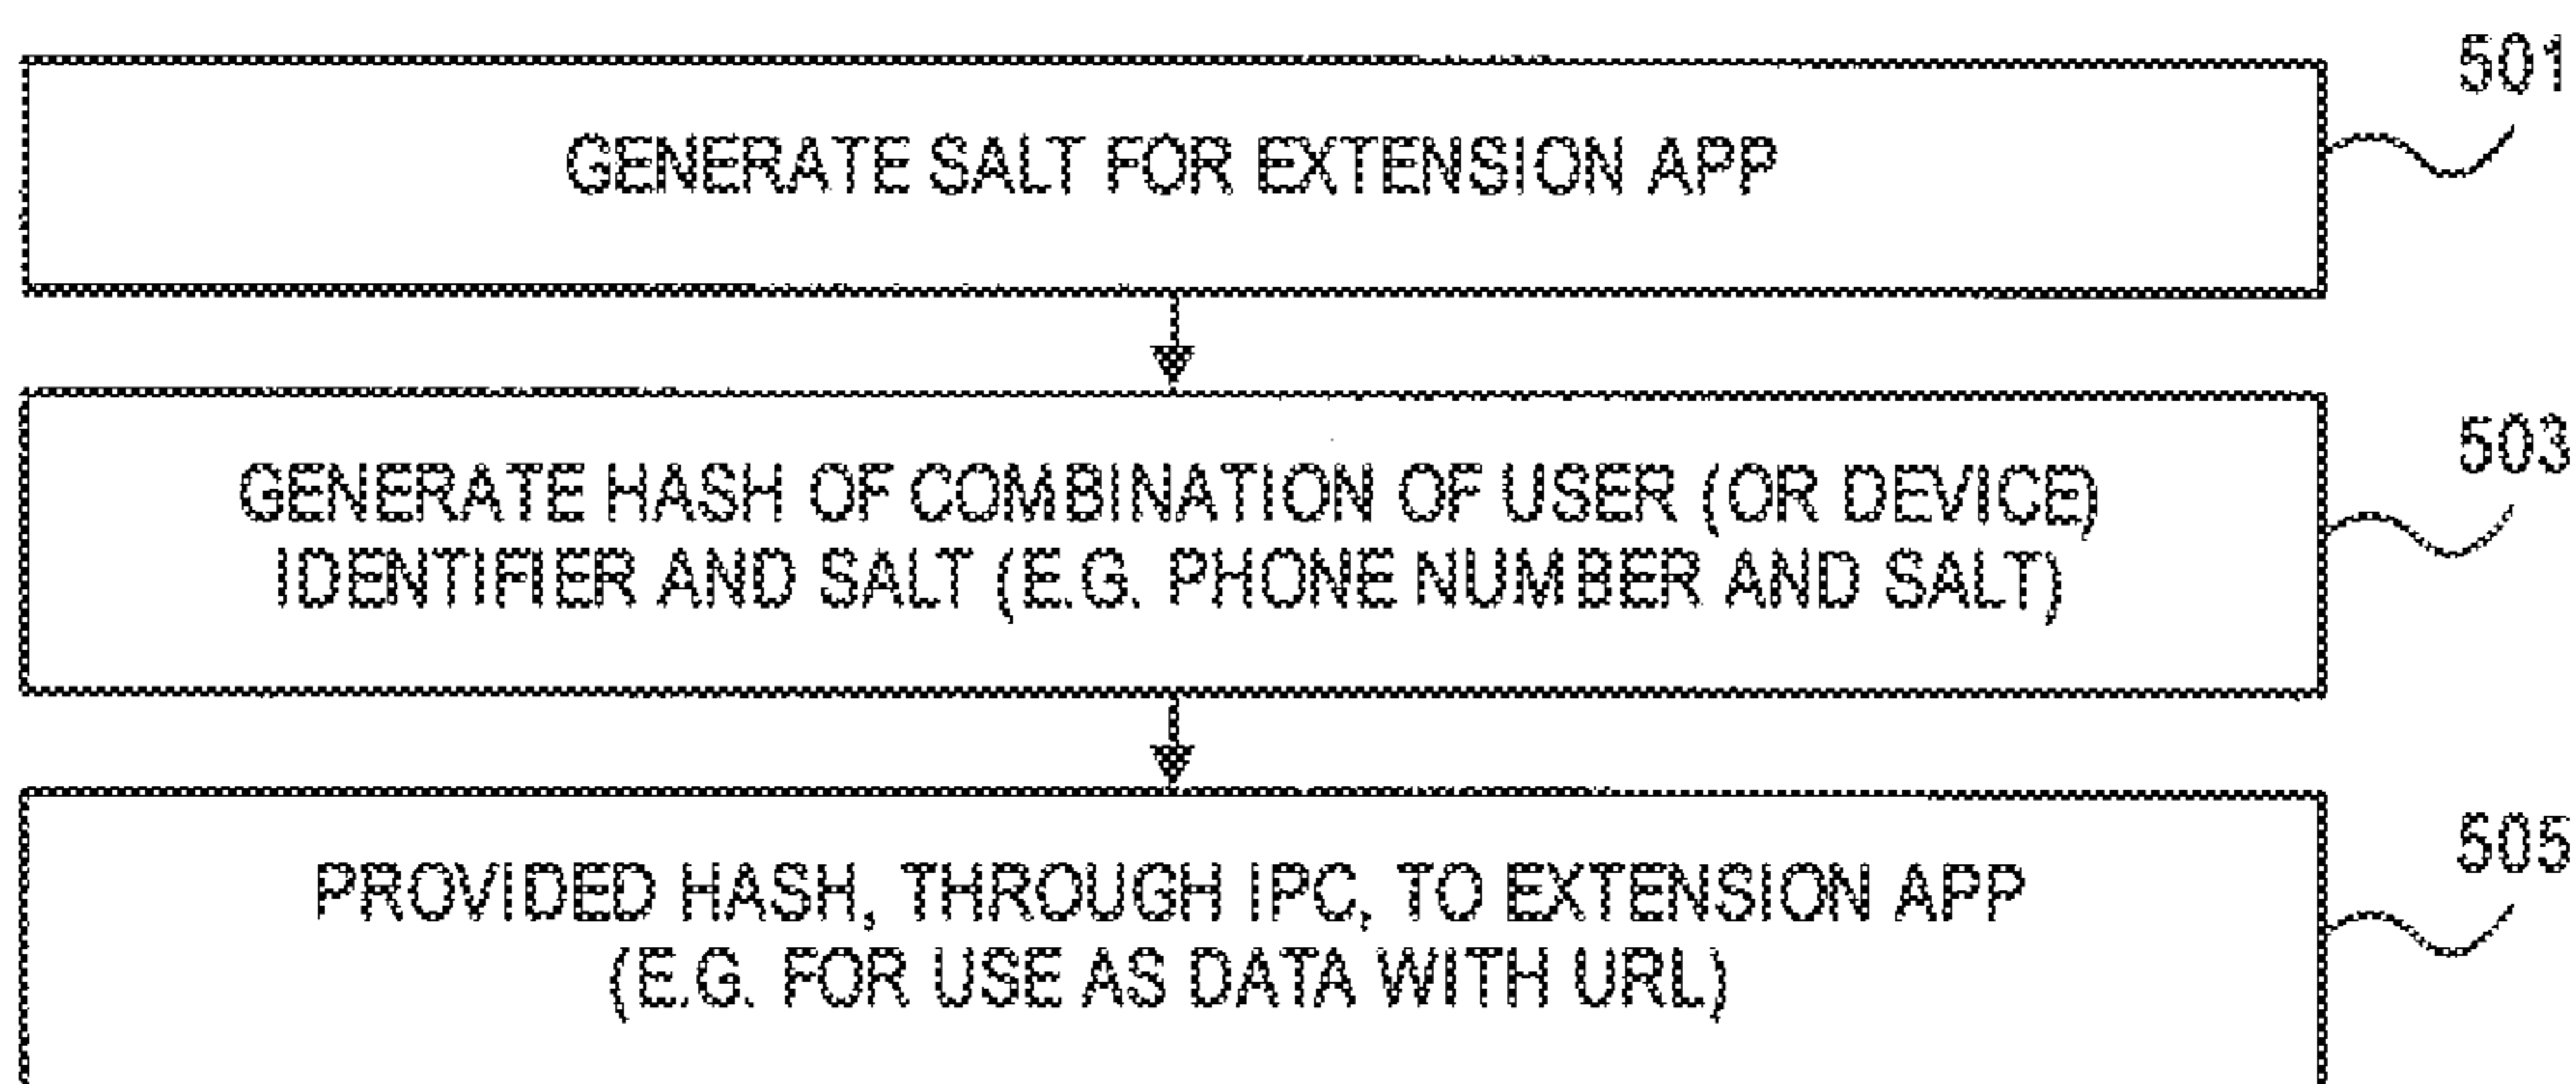 501
GENERATE SALT FOR EXTENSION APP
503
GENERATE HASH OF COMBINATION OF USER (OR DEVICE)
IDENTIFIER AND SALT (E.G. PHONE NUMBER AND SALT)
505
PROVIDED HASH, THROUGH IPC, TO EXTENSION APP
(E.G. FOR USE AS DATA WITH URL)